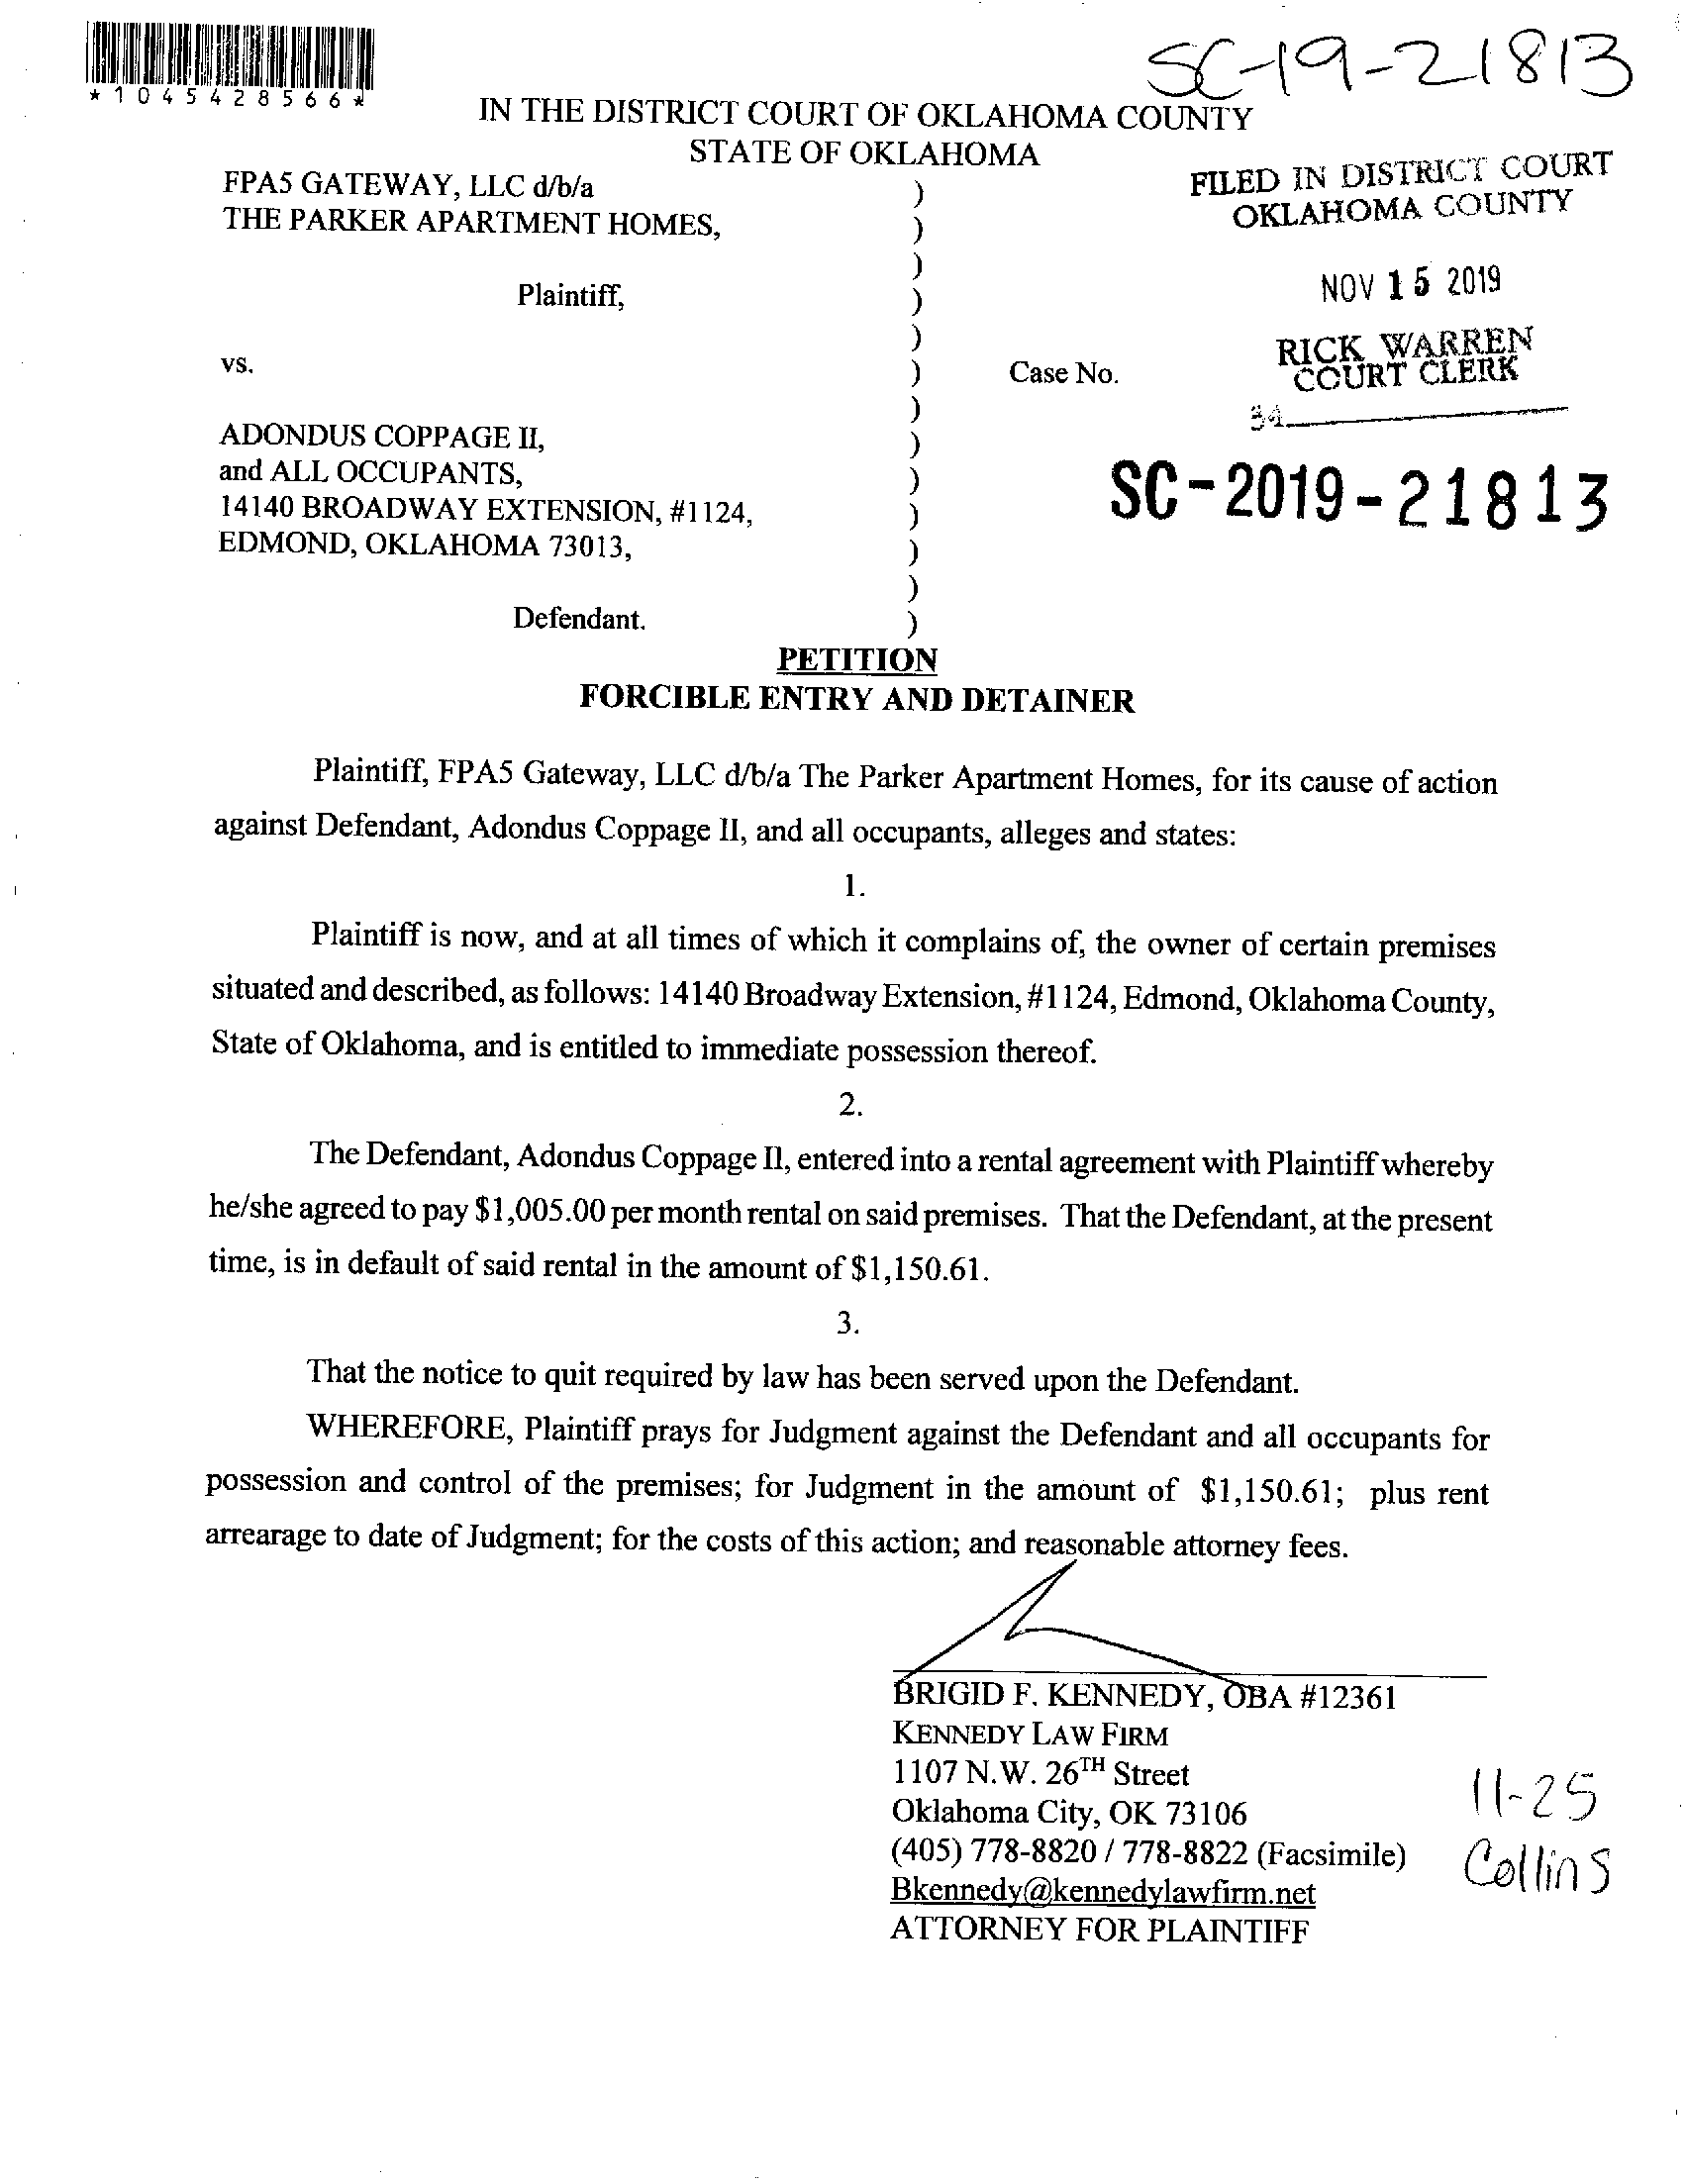 SC-19-21813
*1045428566*
IN THE DISTRICT COURT OF OKLAHOMA COUNTY
STATE OF OKLAHOMA
FPA5 GATEWAY, LLC d/b/a )
THE PARKER APARTMENT HOMES, )
)
Plaintiff, )
)
vs. )
)
ADONDUS COPPAGE II, )
and ALL OCCUPANTS, )
14140 BROADWAY EXTENSION, #1124, )
EDMOND, OKLAHOMA 73013, )
)
Defendant. )
FILED IN DISTRICT COURT
OKLAHOMA COUNTY
NOV 15 2019
RICK WARREN
COURT CLERK
34
Case No.
SC-2019-21813
PETITION
FORCIBLE ENTRY AND DETAINER
Plaintiff, FPA5 Gateway, LLC d/b/a The Parker Apartment Homes, for its cause of action
against Defendant, Adondus Coppage II, and all occupants, alleges and states:
1.
Plaintiff is now, and at all times of which it complains of, the owner of certain premises
situated and described, as follows: 14140 Broadway Extension, #1124, Edmond, Oklahoma County,
State of Oklahoma, and is entitled to immediate possession thereof.
2.
The Defendant, Adondus Coppage II, entered into a rental agreement with Plaintiff whereby
he/she agreed to pay $1,005.00 per month rental on said premises. That the Defendant, at the present
time, is in default of said rental in the amount of $1,150.61.
3.
That the notice to quit required by law has been served upon the Defendant.
WHEREFORE, Plaintiff prays for Judgment against the Defendant and all occupants for
possession and control of the premises; for Judgment in the amount of $1,150.61; plus rent
arrearage to date of Judgment; for the costs of this action; and reasonable attorney fees.
BRIGID F. KENNEDY, OBA #12361
KENNEDY LAW FIRM
1107 N.W. 26TH Street
Oklahoma City, OK 73106
(405) 778-8820 / 778-8822 (Facsimile)
Bkennedy@kennedylawfirm.net
ATTORNEY FOR PLAINTIFF
11-25
Collins